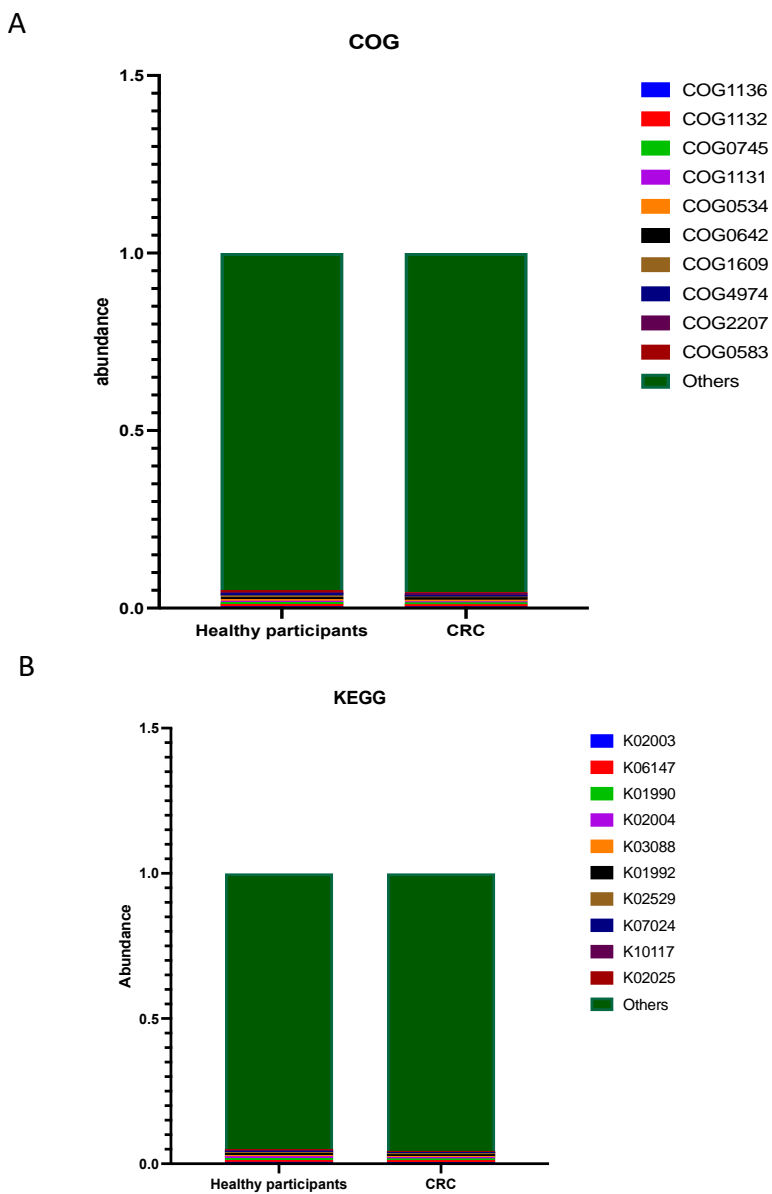 A
COG
1.5
1.0
0.5
0.0
abundance
Healthy participants
CRC
COG1136
COG1132
COG0745
COG1131
COG0534
COG0642
COG1609
COG4974
COG2207
COG0583
Others
B
KEGG
1.5
1.0
0.5
0.0
Abundance
Healthy participants
CRC
K02003
K06147
K01990
K02004
K03088
K01992
K02529
K07024
K10117
K02025
Others